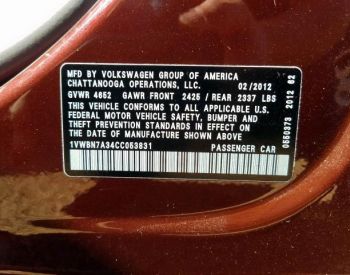 MFD BY VOLKSWAGEN GROUP OF AMERICA
CHATTANOOGA OPERATIONS, LLC. 02/2012
GVWR 4652 GAWR FRONT 2425 / REAR 2337 LBS
THIS VEHICLE CONFORMS TO ALL APPLICABLE U.S.
FEDERAL MOTOR VEHICLE SAFETY, BUMPER AND
THEFT PREVENTION STANDARDS IN EFFECT ON THE
DATE OF MANUFACTURE SHOWN ABOVE.
1VWBN7A34CC053831 PASSENGER CAR
0550373 2012 62